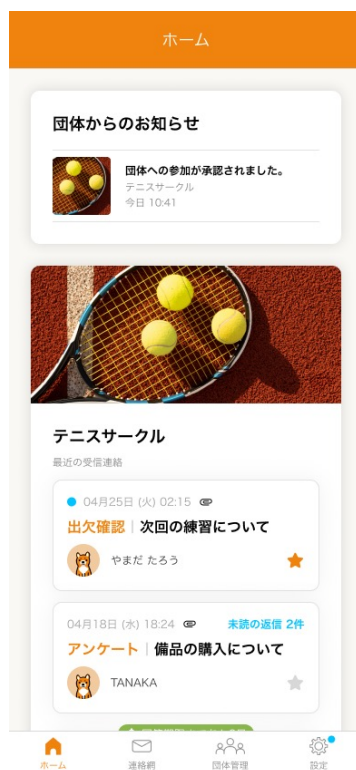 ホーム
団体からのお知らせ
団体への参加が承認されました。
テニスサークル
今日 10:41
テニスサークル
最近の受信連絡
04月25日 (火) 02:15
出欠確認 | 次回の練習について
やまだ たろう
04月18日 (水) 18:24 未読の返信 2件
アンケート | 備品の購入について
TANAKA
ホーム 連絡網 団体管理 設定